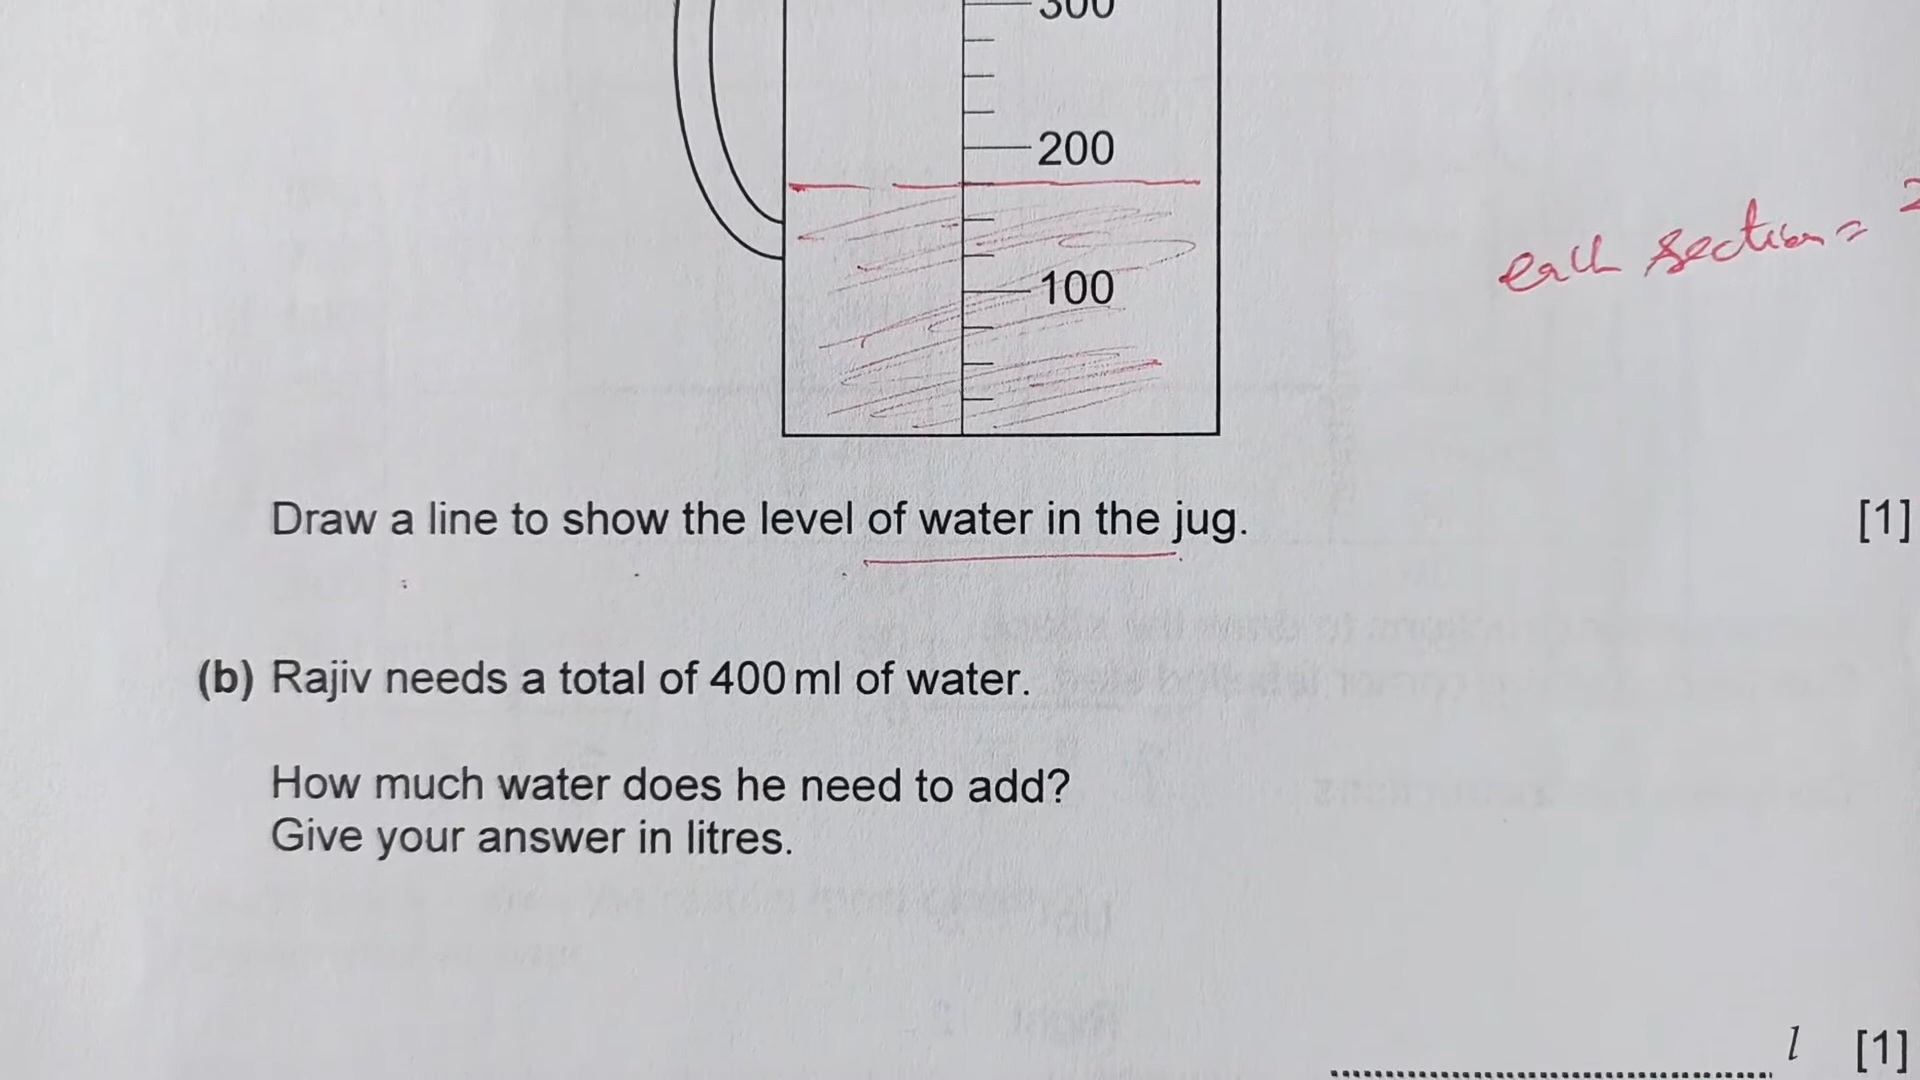 300
200
each section =
100
Draw a line to show the level of water in the jug.
[1]
(b) Rajiv needs a total of 400 ml of water.
How much water does he need to add?
Give your answer in litres.
l [1]